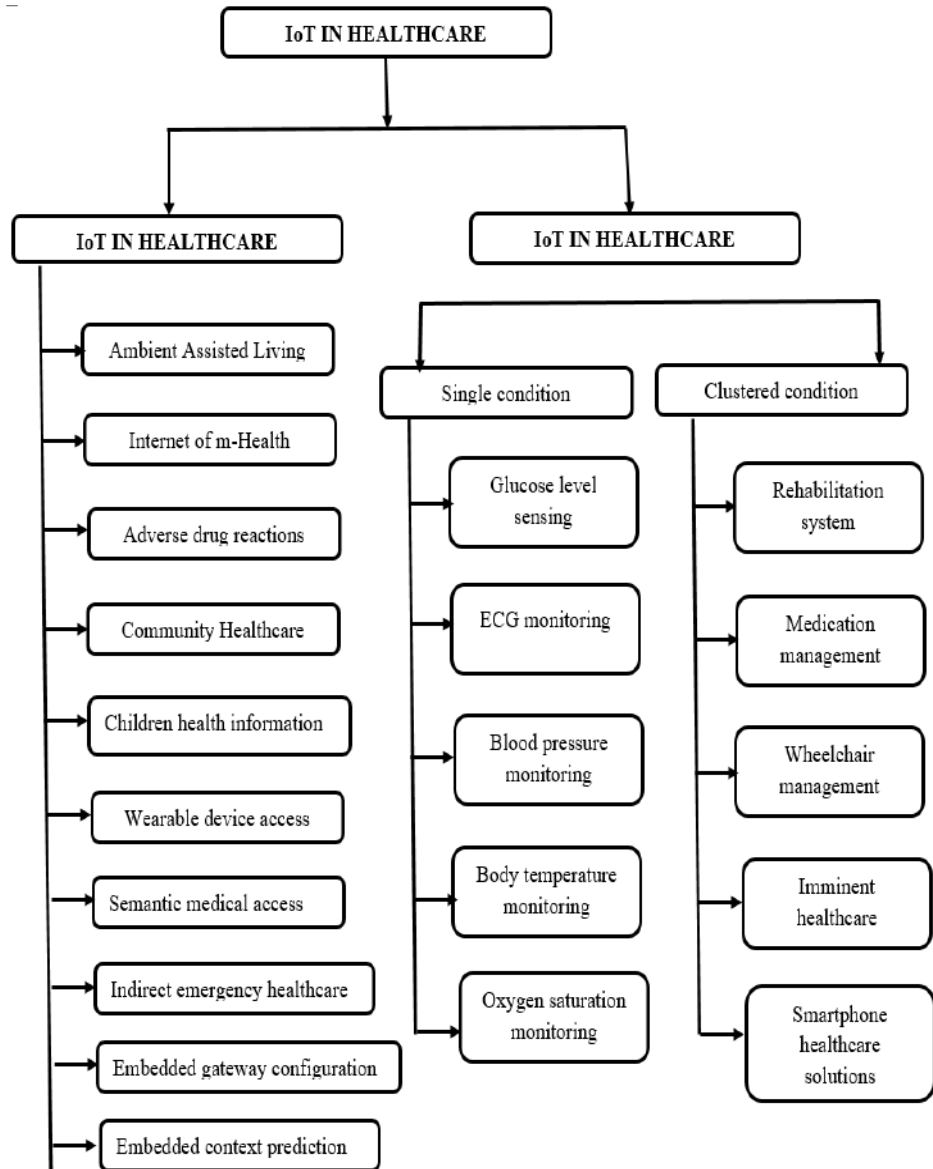 IoT IN HEALTHCARE
IoT IN HEALTHCARE
IoT IN HEALTHCARE
Ambient Assisted Living
Internet of m-Health
Adverse drug reactions
Community Healthcare
Children health information
Wearable device access
Semantic medical access
Indirect emergency healthcare
Embedded gateway configuration
Embedded context prediction
Single condition
Glucose level
sensing
ECG monitoring
Blood pressure
monitoring
Body temperature
monitoring
Oxygen saturation
monitoring
Clustered condition
Rehabilitation
system
Medication
management
Wheelchair
management
Imminent
healthcare
Smartphone
healthcare
solutions